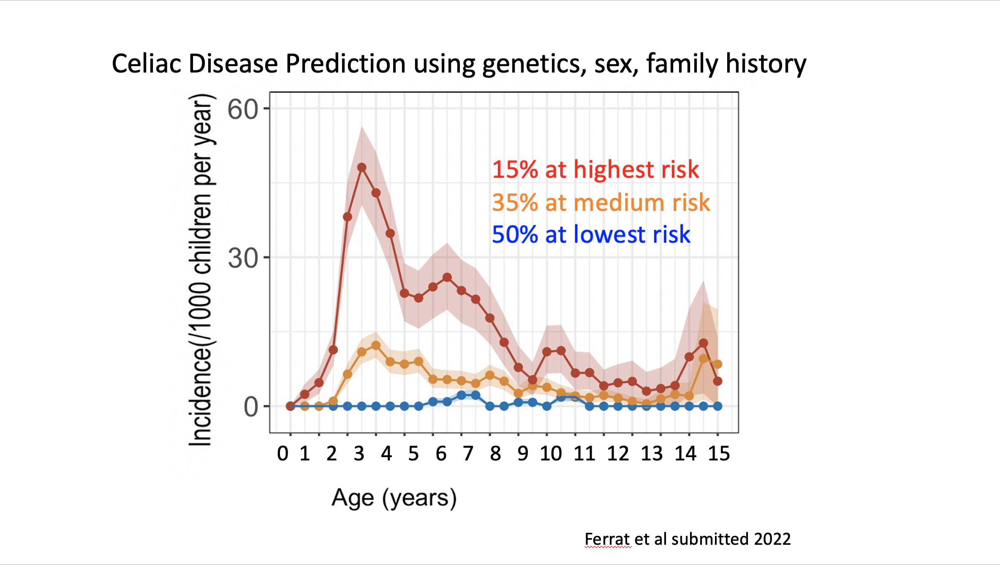 Celiac Disease Prediction using genetics, sex, family history
Incidence(/1000 children per year)
60
30
0
15% at highest risk
35% at medium risk
50% at lowest risk
0 1 2 3 4 5 6 7 8 9 10 11 12 13 14 15
Age (years)
Ferrat et al submitted 2022